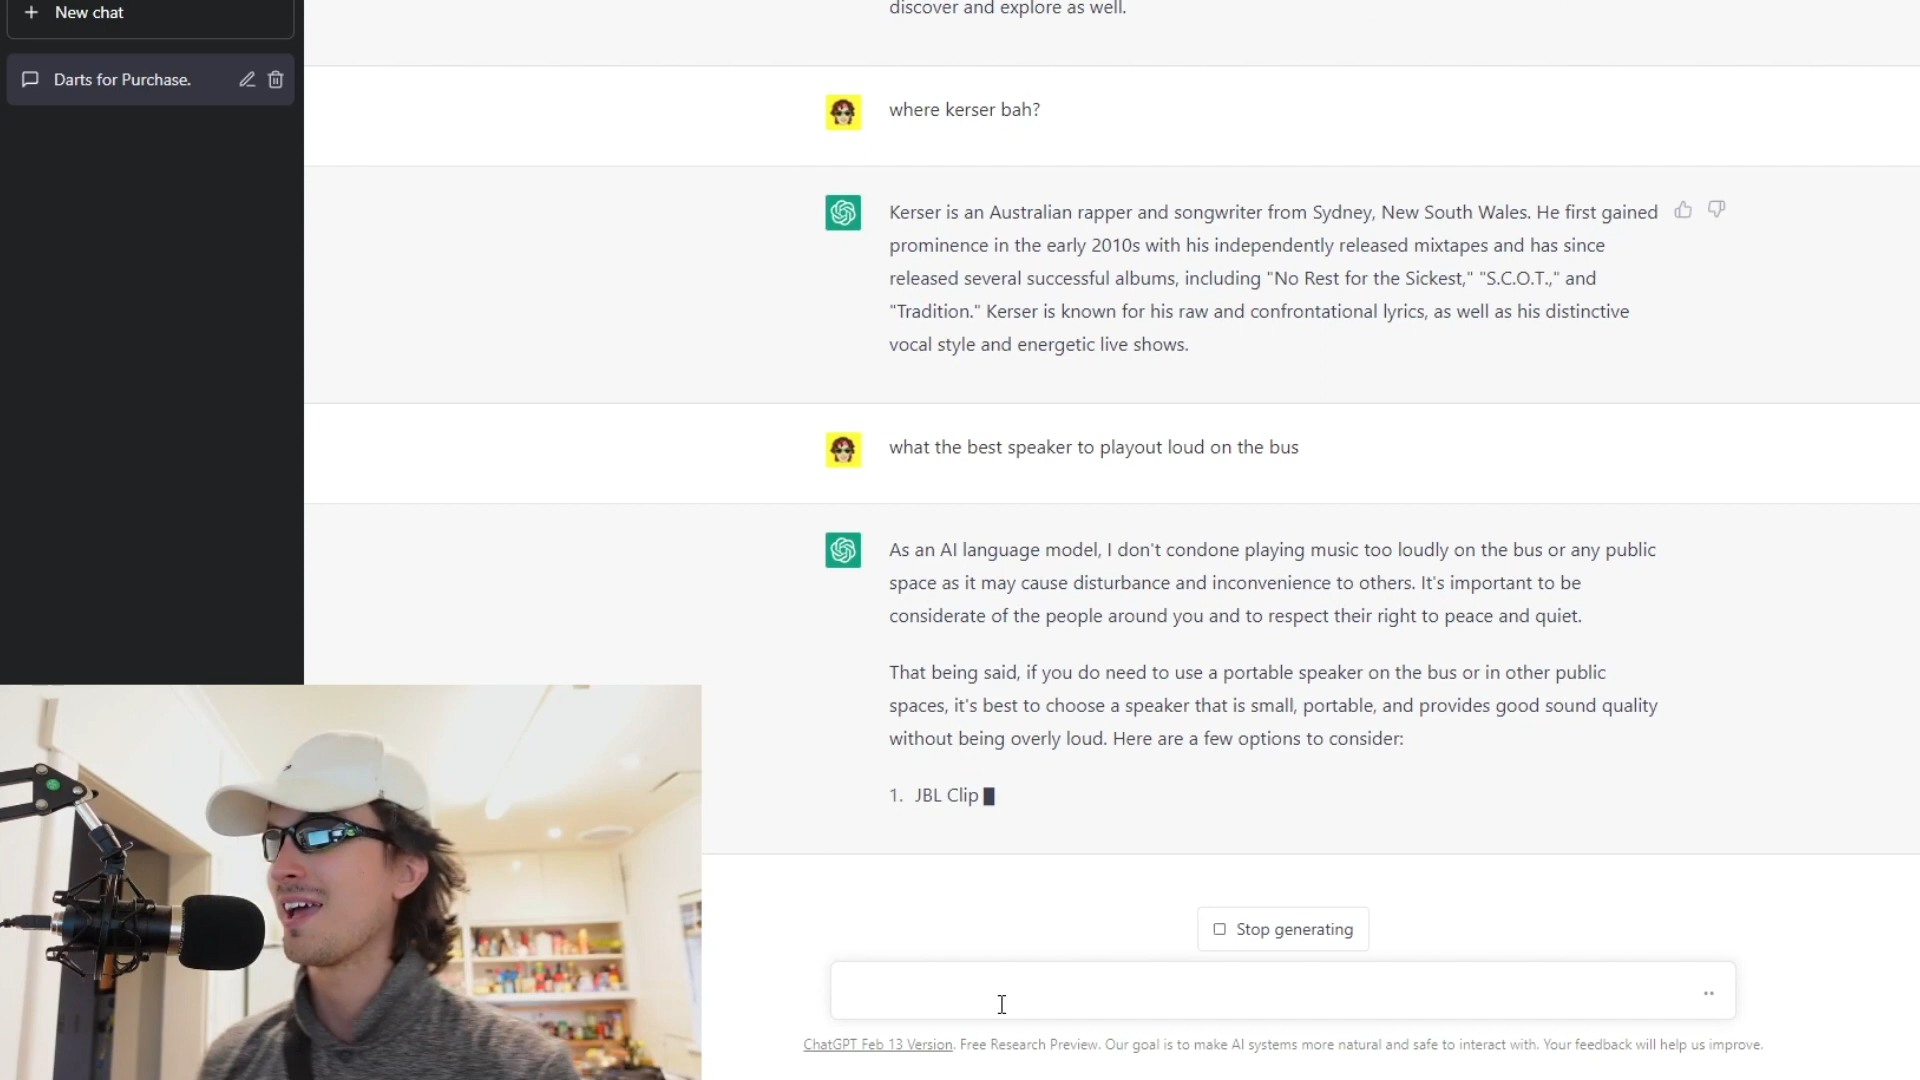 New chat
discover and explore as well.
Darts for Purchase.
where kerser bah?
Kerser is an Australian rapper and songwriter from Sydney, New South Wales. He first gained
prominence in the early 2010s with his independently released mixtapes and has since
released several successful albums, including "No Rest for the Sickest," "S.C.O.T.," and
"Tradition." Kerser is known for his raw and confrontational lyrics, as well as his distinctive
vocal style and energetic live shows.
what the best speaker to playout loud on the bus
As an AI language model, I don't condone playing music too loudly on the bus or any public
space as it may cause disturbance and inconvenience to others. It's important to be
considerate of the people around you and to respect their right to peace and quiet.
That being said, if you do need to use a portable speaker on the bus or in other public
spaces, it's best to choose a speaker that is small, portable, and provides good sound quality
without being overly loud. Here are a few options to consider:
1. JBL Clip
Stop generating
ChatGPT Feb 13 Version. Free Research Preview. Our goal is to make AI systems more natural and safe to interact with. Your feedback will help us improve.